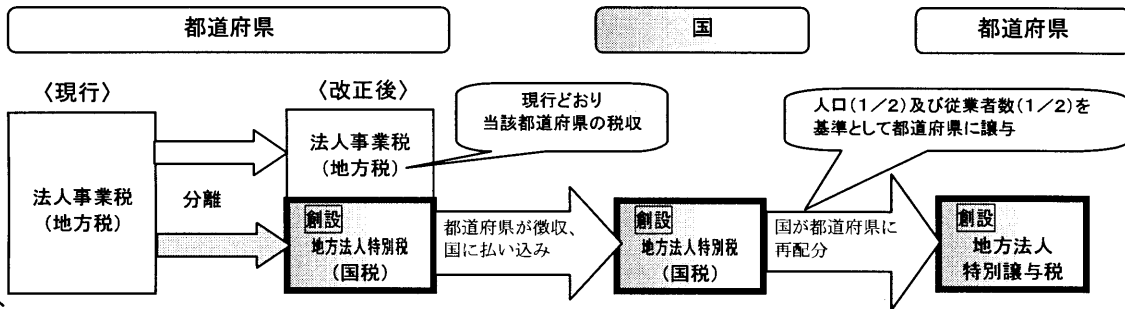 都道府県
国
都道府県
〈現行〉
法人事業税
(地方税)
分離
〈改正後〉
法人事業税
(地方税)
現行どおり
当該都道府県の税収
創設
地方法人特別税
(国税)
都道府県が徴収、
国に払い込み
創設
地方法人特別税
(国税)
人口(1/2)及び従業者数(1/2)を
基準として都道府県に譲与
国が都道府県に
再配分
創設
地方法人
特別譲与税